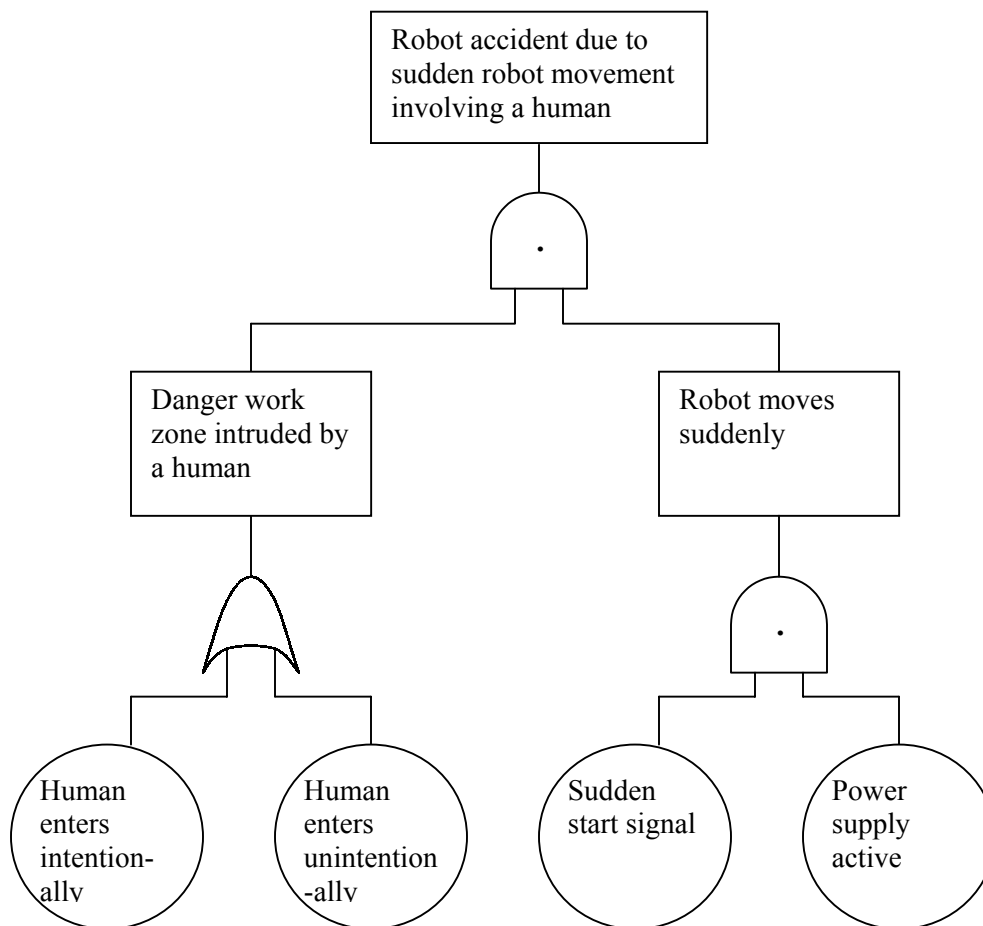 Robot accident due to
sudden robot movement
involving a human
Danger work
zone intruded by
a human
Robot moves
suddenly
Human
enters
intention-
ally
Human
enters
unintention
-ally
Sudden
start signal
Power
supply
active